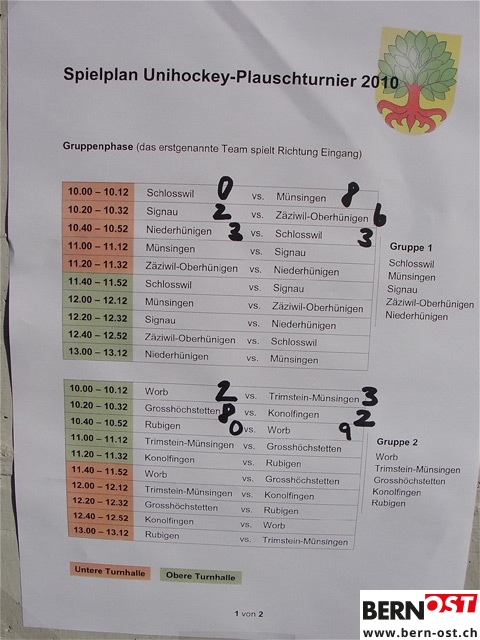 Spielplan Unihockey-Plauschturnier 2010
Gruppenphase (das erstgenannte Team spielt Richtung Eingang)
10.00 – 10.12 Schlosswil 0 vs. Münsingen 8
10.20 – 10.32 Signau 2 vs. Zäziwil-Oberhünigen 6
10.40 – 10.52 Niederhünigen 3 vs. Schlosswil 3
11.00 – 11.12 Münsingen vs. Signau
11.20 – 11.32 Zäziwil-Oberhünigen vs. Niederhünigen
11.40 – 11.52 Schlosswil vs. Signau
12.00 – 12.12 Münsingen vs. Zäziwil-Oberhünigen
12.20 – 12.32 Signau vs. Niederhünigen
12.40 – 12.52 Zäziwil-Oberhünigen vs. Schlosswil
13.00 – 13.12 Niederhünigen vs. Münsingen
Gruppe 1
Schlosswil
Münsingen
Signau
Zäziwil-Oberhünigen
Niederhünigen
10.00 – 10.12 Worb 2 vs. Trimstein-Münsingen 3
10.20 – 10.32 Grosshöchstetten 8 vs. Konolfingen 2
10.40 – 10.52 Rubigen 0 vs. Worb 9
11.00 – 11.12 Trimstein-Münsingen vs. Grosshöchstetten
11.20 – 11.32 Konolfingen vs. Rubigen
11.40 – 11.52 Worb vs. Grosshöchstetten
12.00 – 12.12 Trimstein-Münsingen vs. Konolfingen
12.20 – 12.32 Grosshöchstetten vs. Rubigen
12.40 – 12.52 Konolfingen vs. Worb
13.00 – 13.12 Rubigen vs. Trimstein-Münsingen
Gruppe 2
Worb
Trimstein-Münsingen
Grosshöchstetten
Konolfingen
Rubigen
Untere Turnhalle Obere Turnhalle
1 von 2
BERNOST
www.bern-ost.ch